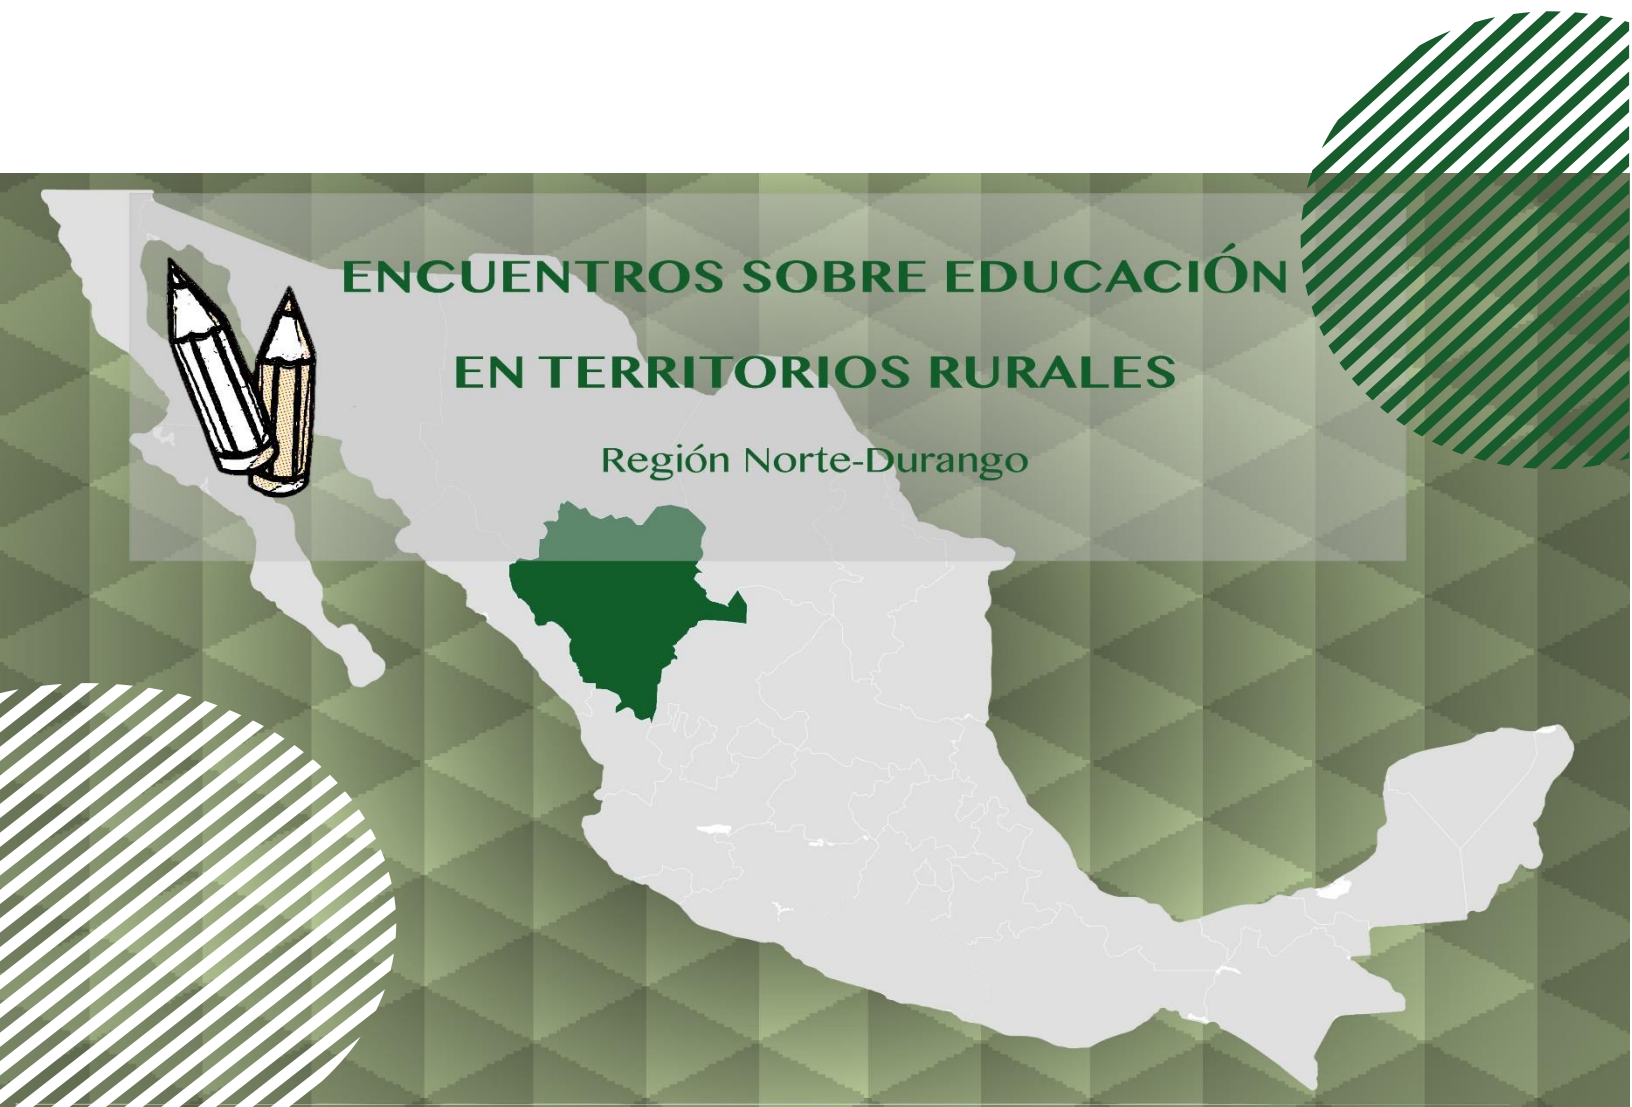 ENCUENTROS SOBRE EDUCACIÓN
EN TERRITORIOS RURALES
Región Norte-Durango